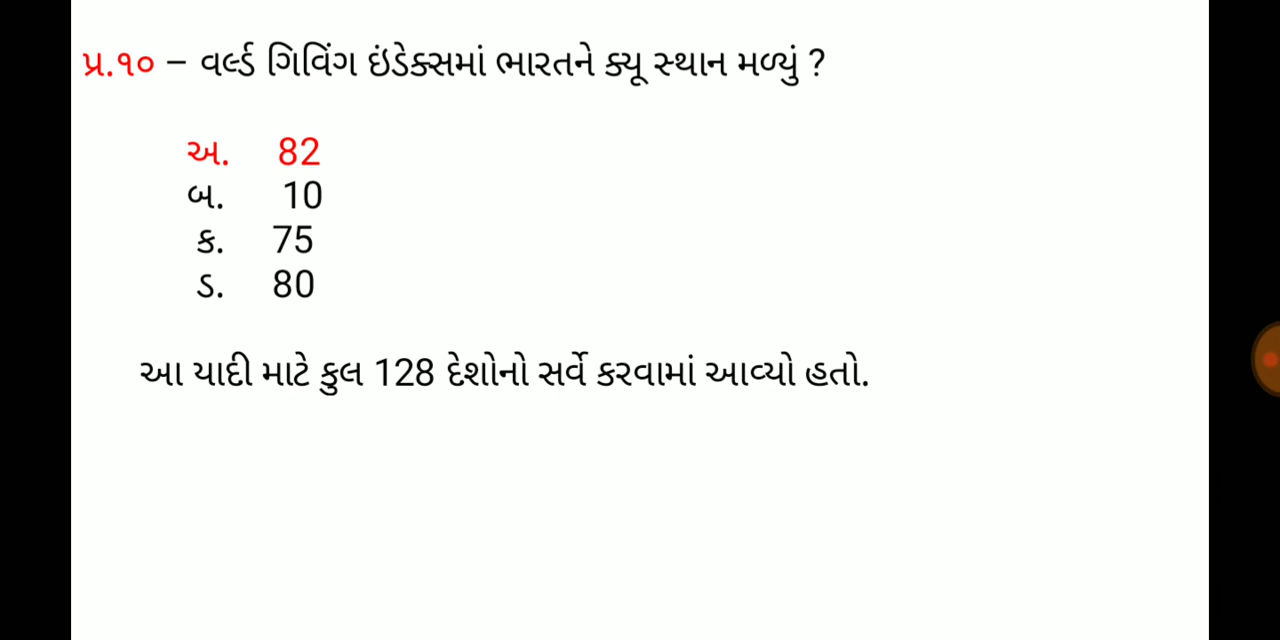 પ્ર.૧૦ – વર્લ્ડ ગિવિંગ ઇંડેક્સમાં ભારતને ક્યૂ સ્થાન મળ્યું ?
અ. 82
બ. 10
ક. 75
ડ. 80
આ યાદી માટે કુલ 128 દેશોનો સર્વે કરવામાં આવ્યો હતો.